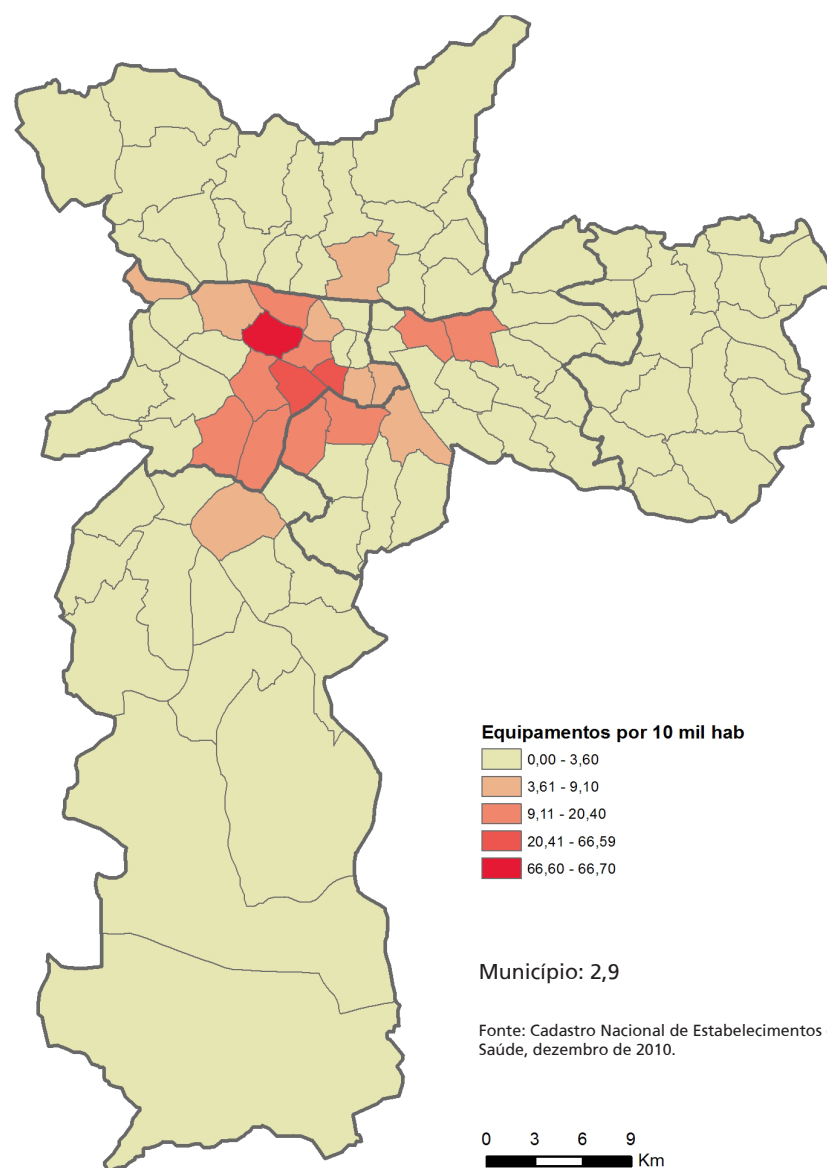 Equipamentos por 10 mil hab
0,00 - 3,60
3,61 - 9,10
9,11 - 20,40
20,41 - 66,59
66,60 - 66,70
Município: 2,9
Fonte: Cadastro Nacional de Estabelecimentos
Saúde, dezembro de 2010.
0 3 6 9
Km